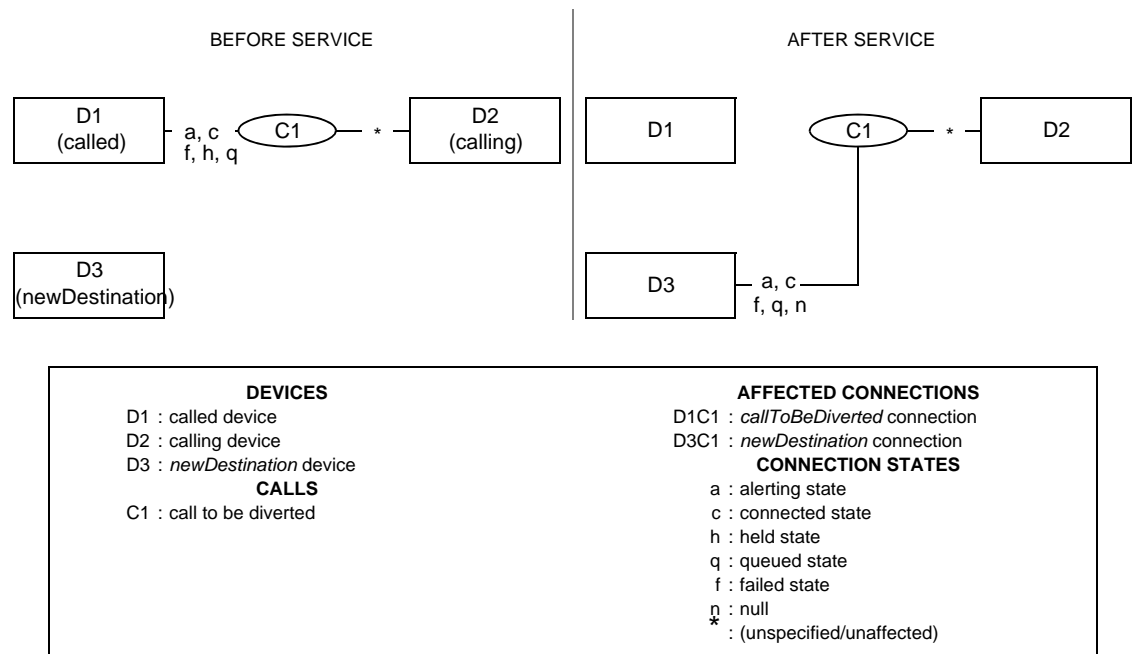 BEFORE SERVICE
AFTER SERVICE
D1
(called)
a, c
f, h, q
C1
*
D2
(calling)
D1
C1
*
D2
D3
(newDestination)
D3
a, c
f, q, n
DEVICES
D1 : called device
D2 : calling device
D3 : newDestination device
CALLS
C1 : call to be diverted
AFFECTED CONNECTIONS
D1C1 : callToBeDiverted connection
D3C1 : newDestination connection
CONNECTION STATES
a : alerting state
c : connected state
h : held state
q : queued state
f : failed state
n : null
* : (unspecified/unaffected)